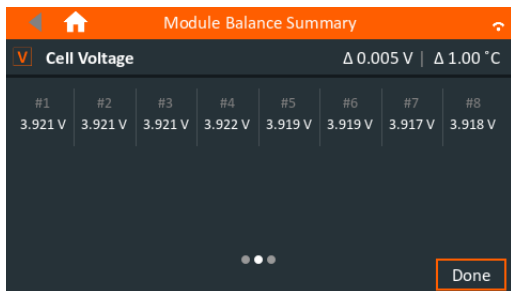 Module Balance Summary
V Cell Voltage Δ 0.005 V | Δ 1.00 °C
#1 #2 #3 #4 #5 #6 #7 #8
3.921 V 3.921 V 3.921 V 3.922 V 3.919 V 3.919 V 3.917 V 3.918 V
Done